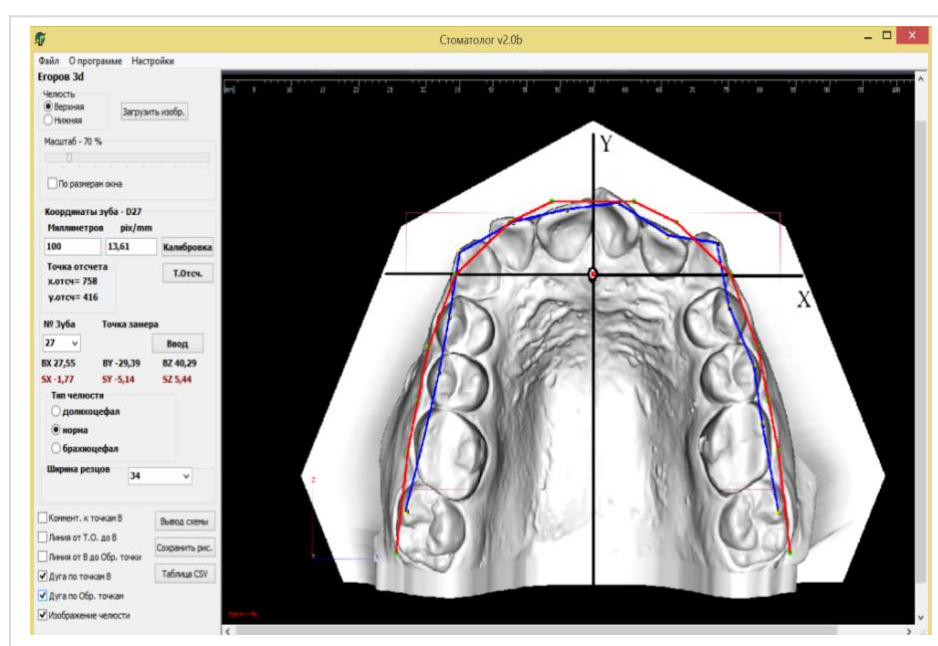 Стоматолог v2.0b
Файл О программе Настройки
Егоров 3d
Челюсть
Верхняя
Нижняя
Загрузить изобр.
Масштаб - 70 %
По размерам окна
Координаты зуба - D27
Миллиметров pix/mm
100 13,61 Калибровка
Точка отсчета
х.отсч= 758
у.отсч= 416
Т.Отсч.
№ Зуба Точка замера
27 Ввод
BX 27,55 BY -29,39 BZ 40,29
SX -1,77 SY -5,14 SZ 5,44
Тип челюсти
долихоцефал
норма
брахиоцефал
Ширина резцов 34
Коммент. к точкам В
Вывод схемы
Линия от Т.О. до В
Линия от В до Обр. точки
Сохранить рис.
Дуга по точкам В
Таблица CSV
Дуга по Обр. точкам
Изображение челюсти
Y
X